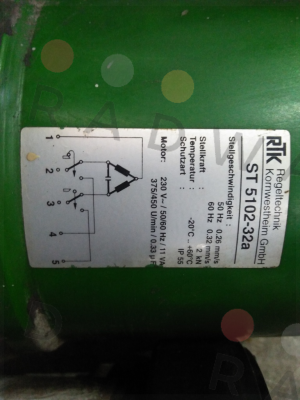 RTK
Regeltechnik
Kornwestheim GmbH
ST 5102-32a
Stellgeschwindigkeit :
50 Hz 0.26 mm/s
60 Hz 0.32 mm/s
Stellkraft : 2 kN
Temperatur : -20°C .. +60°C
Schutzart : IP 55
Motor: 230 V~ / 50/60 Hz / 11 VA
375/450 U/min / 0.33 µF
1
2
3
4
5